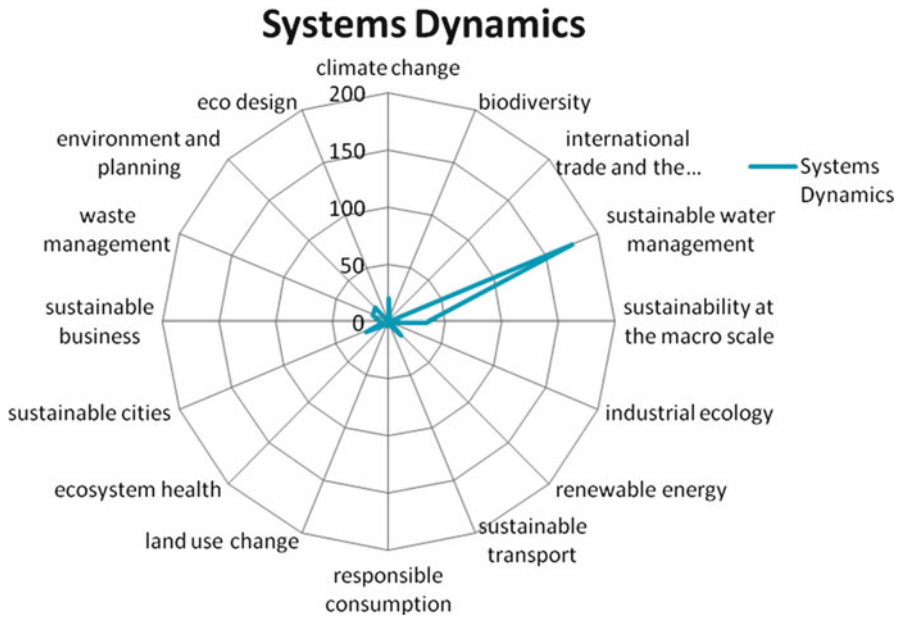 Systems Dynamics
climate change
200
eco design
biodiversity
environment and
planning
150
international
trade and the...
Systems
Dynamics
waste
management
100
sustainable water
management
50
sustainable
business
0
sustainability at
the macro scale
sustainable cities
industrial ecology
ecosystem health
renewable energy
land use change
sustainable
transport
responsible
consumption